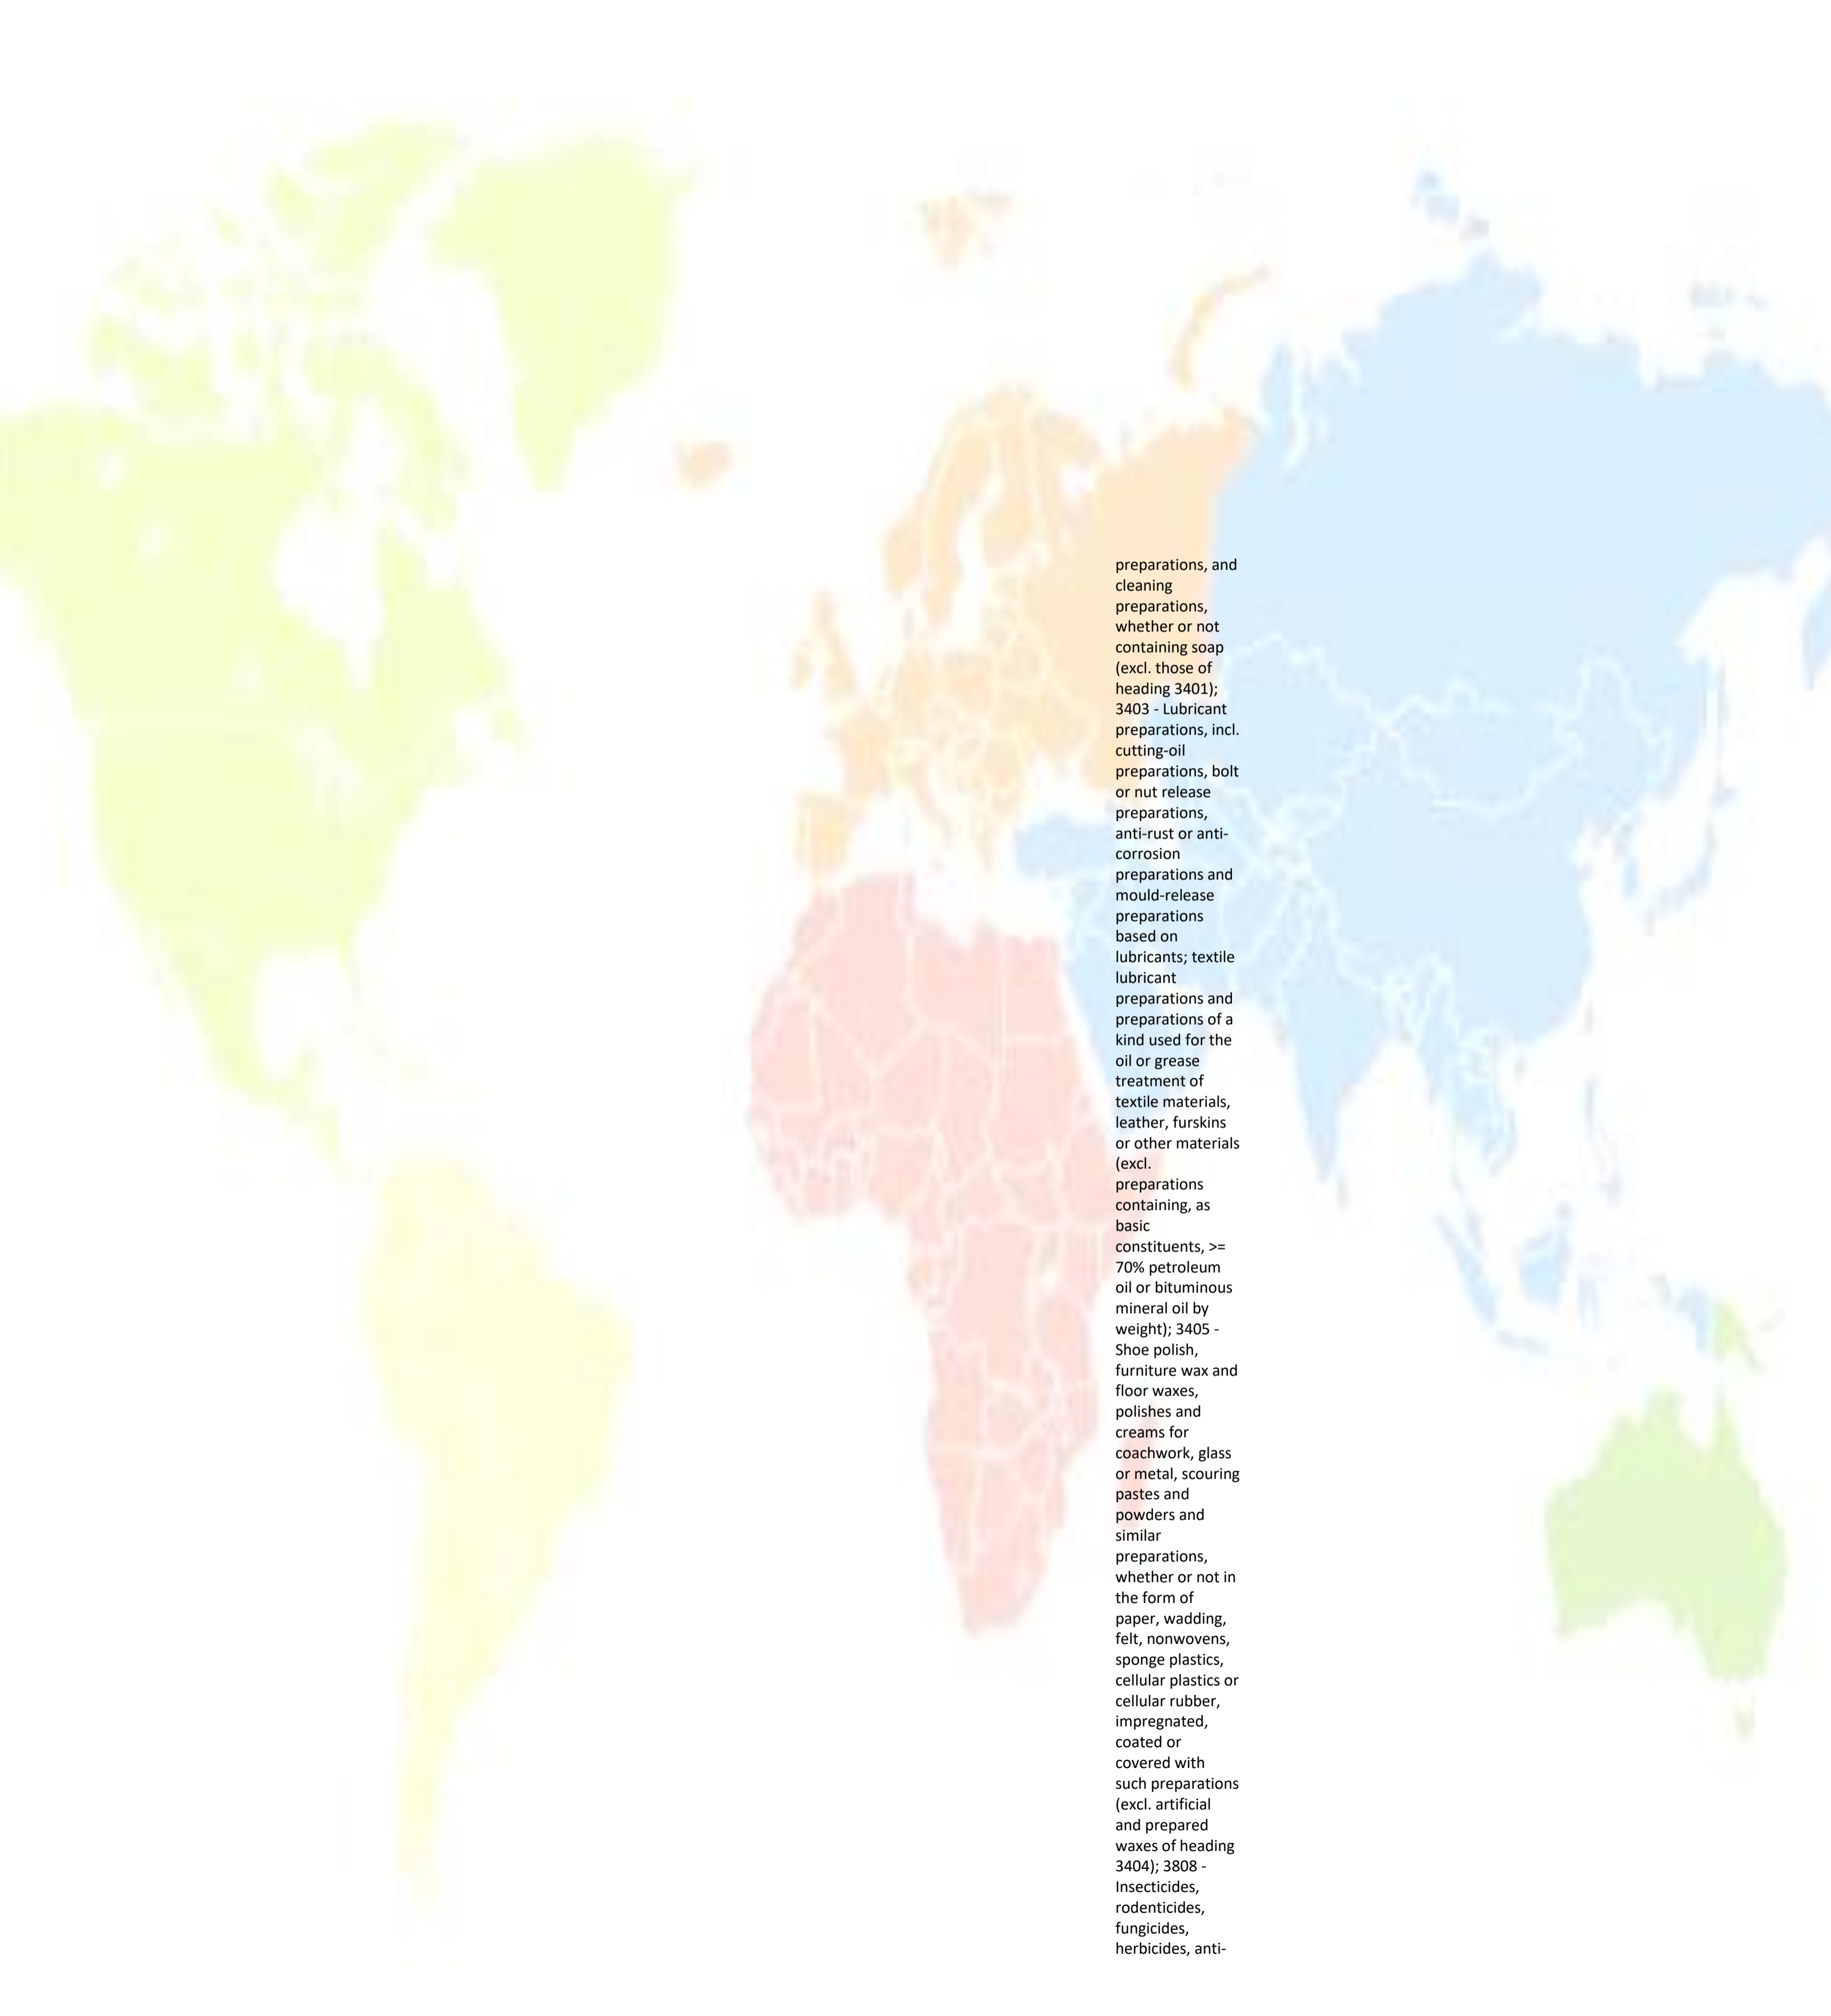 preparations, and
cleaning
preparations,
whether or not
containing soap
(excl. those of
heading 3401);
3403 - Lubricant
preparations, incl.
cutting-oil
preparations, bolt
or nut release
preparations,
anti-rust or anti-
corrosion
preparations and
mould-release
preparations
based on
lubricants; textile
lubricant
preparations and
preparations of a
kind used for the
oil or grease
treatment of
textile materials,
leather, furskins
or other materials
(excl.
preparations
containing, as
basic
constituents, >=
70% petroleum
oil or bituminous
mineral oil by
weight); 3405 -
Shoe polish,
furniture wax and
floor waxes,
polishes and
creams for
coachwork, glass
or metal, scouring
pastes and
powders and
similar
preparations,
whether or not in
the form of
paper, wadding,
felt, nonwovens,
sponge plastics,
cellular plastics or
cellular rubber,
impregnated,
coated or
covered with
such preparations
(excl. artificial
and prepared
waxes of heading
3404); 3808 -
Insecticides,
rodenticides,
fungicides,
herbicides, anti-